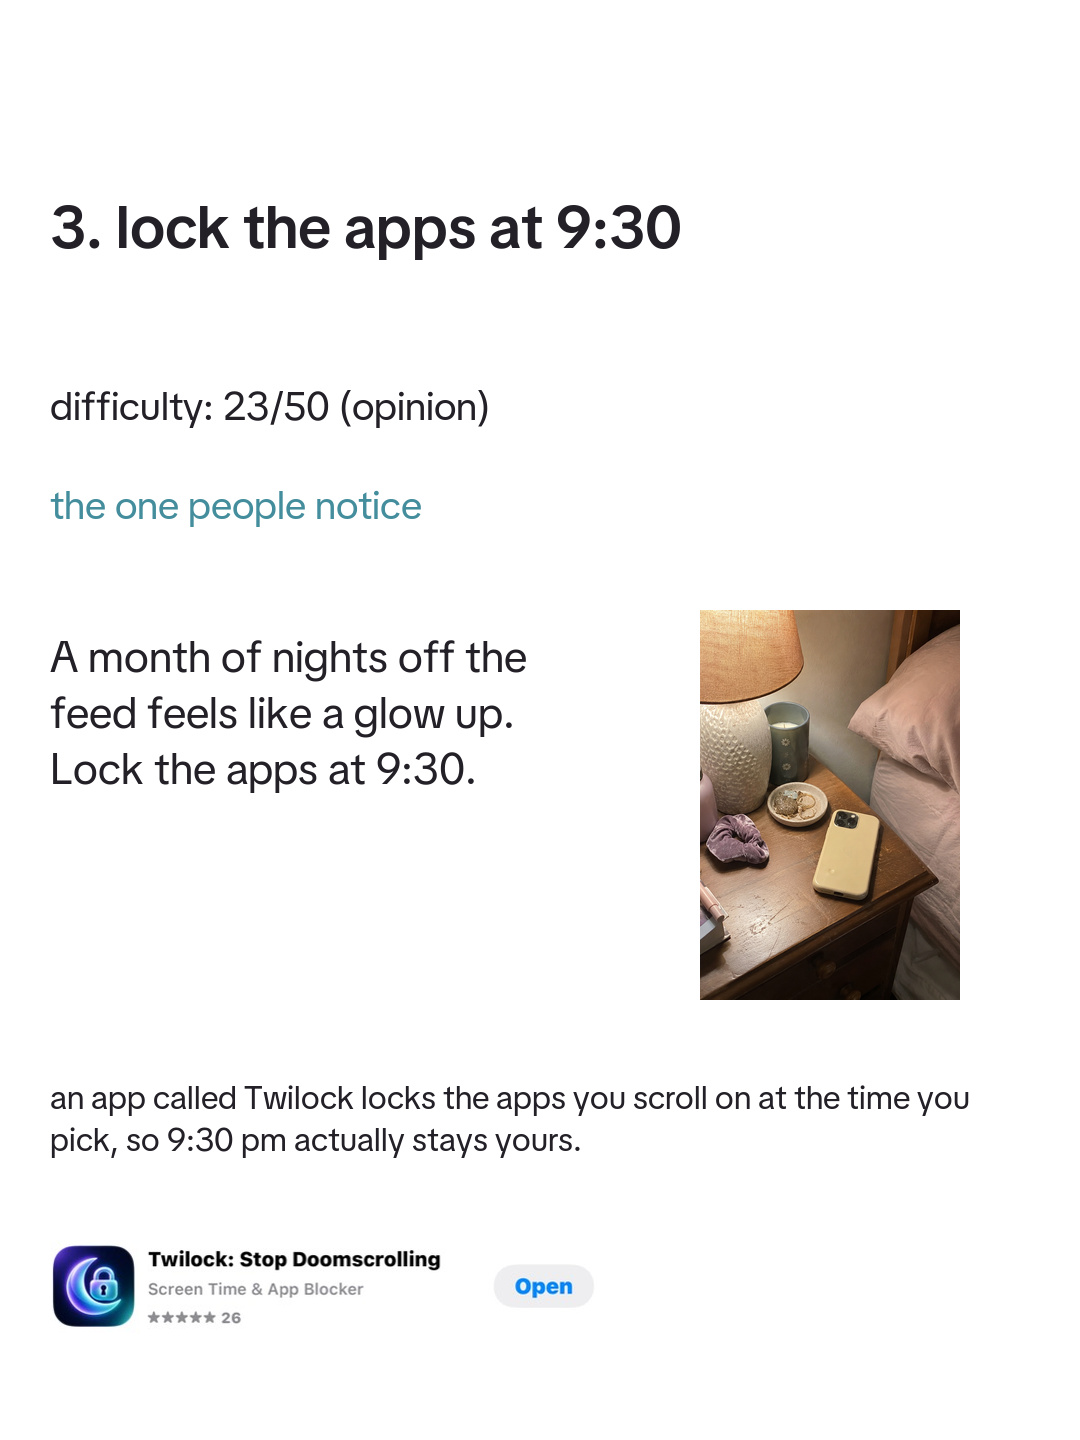 3. lock the apps at 9:30
difficulty: 23/50 (opinion)
the one people notice
A month of nights off the
feed feels like a glow up.
Lock the apps at 9:30.
an app called Twilock locks the apps you scroll on at the time you
pick, so 9:30 pm actually stays yours.
Twilock: Stop Doomscrolling
Screen Time & App Blocker
★★★★★ 26
Open